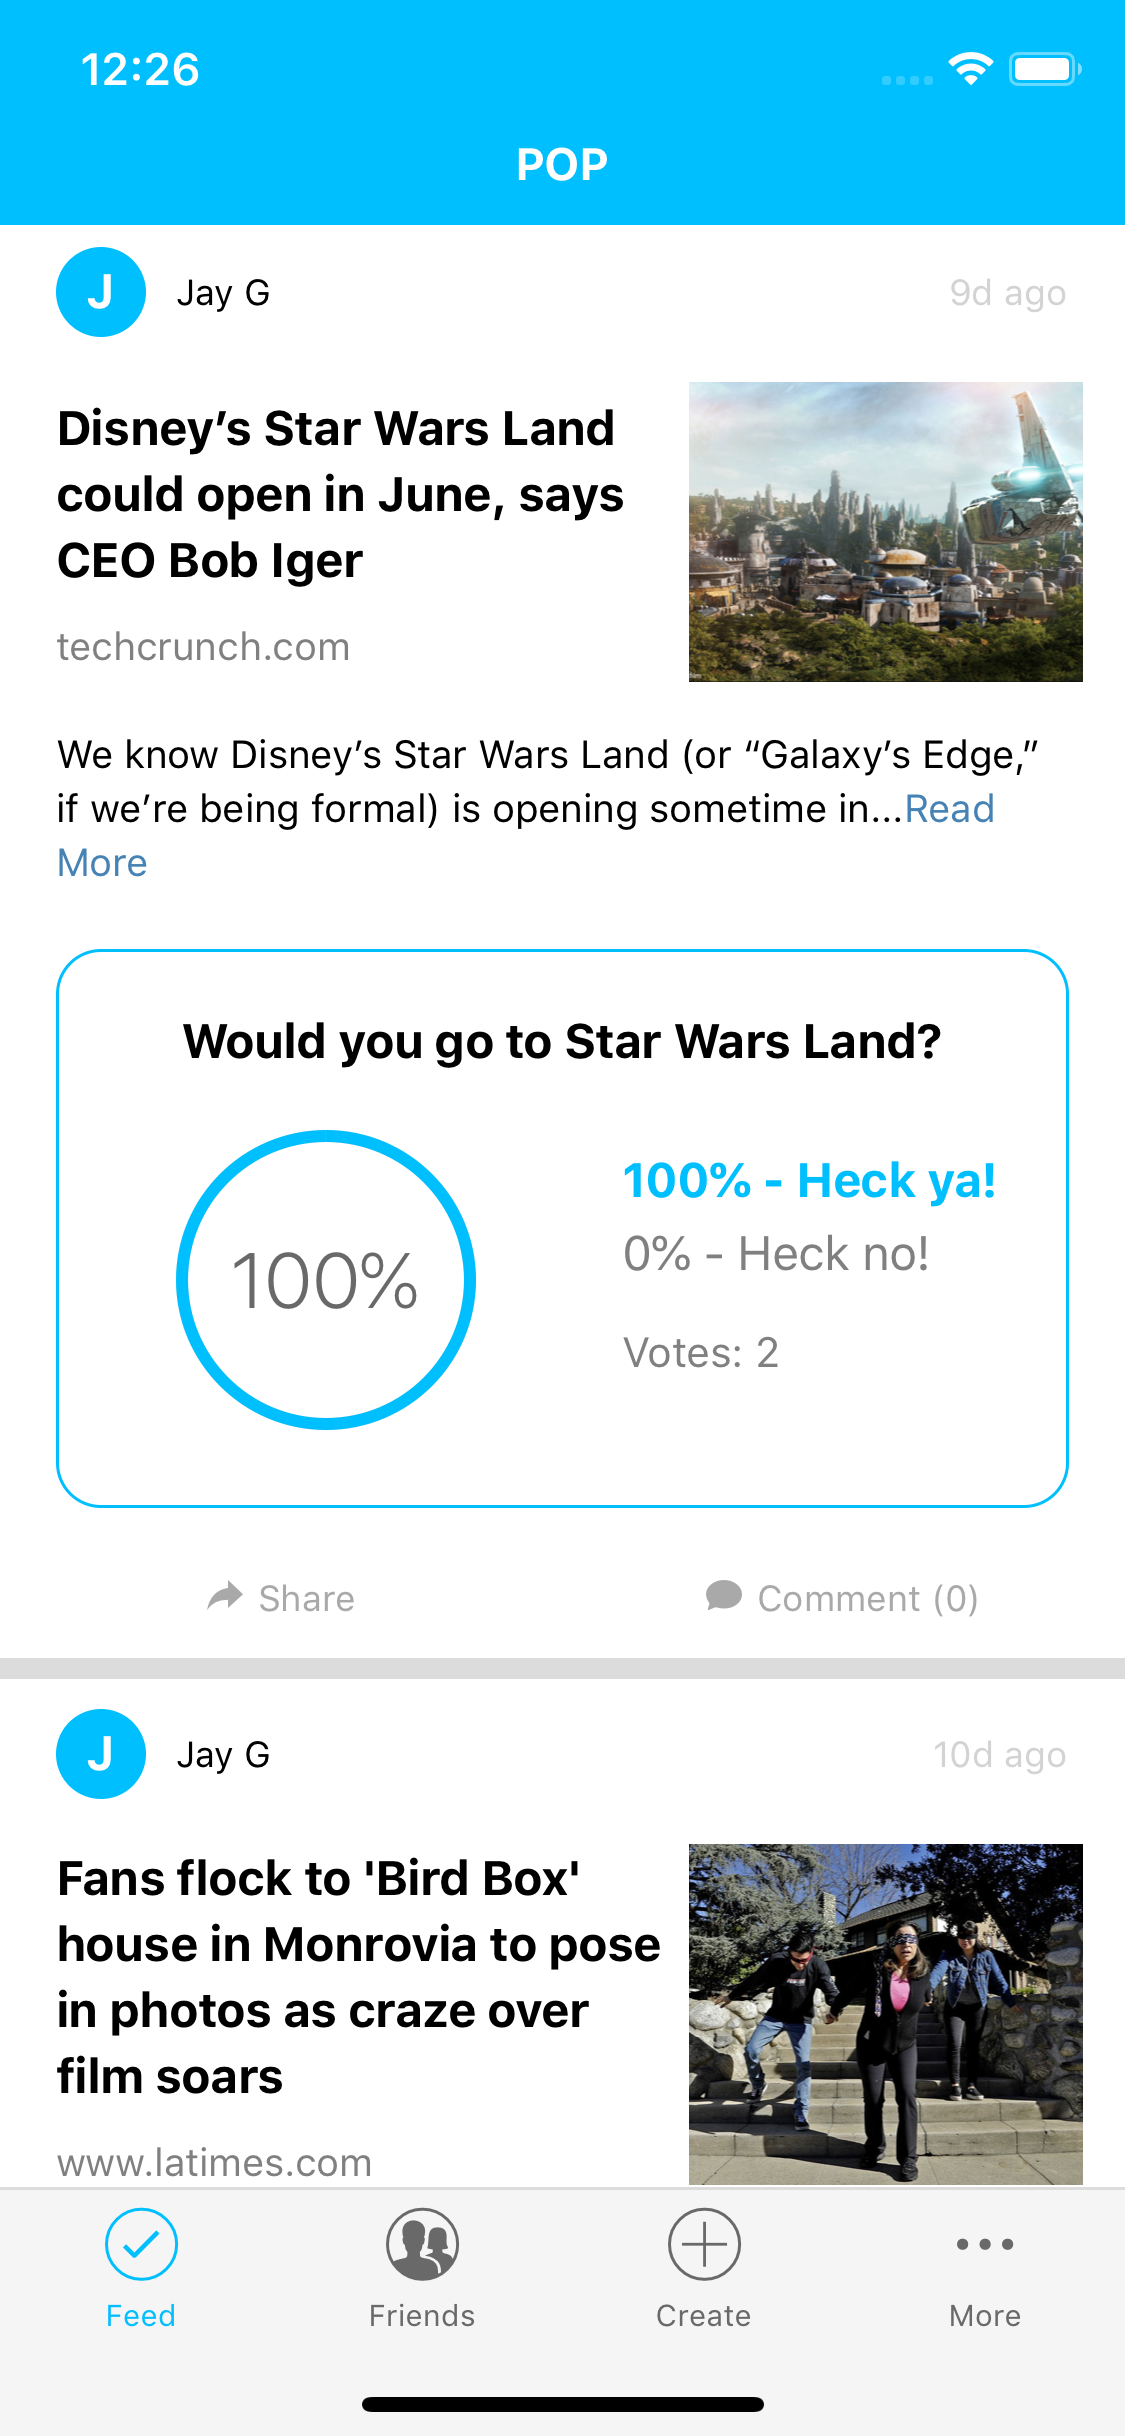 12:26
POP
J
Jay G
9d ago
Disney’s Star Wars Land
could open in June, says
CEO Bob Iger
techcrunch.com
We know Disney’s Star Wars Land (or “Galaxy’s Edge,”
if we’re being formal) is opening sometime in...Read
More
Would you go to Star Wars Land?
100%
100% - Heck ya!
0% - Heck no!
Votes: 2
Share
Comment (0)
J
Jay G
10d ago
Fans flock to 'Bird Box'
house in Monrovia to pose
in photos as craze over
film soars
www.latimes.com
Feed
Friends
Create
More